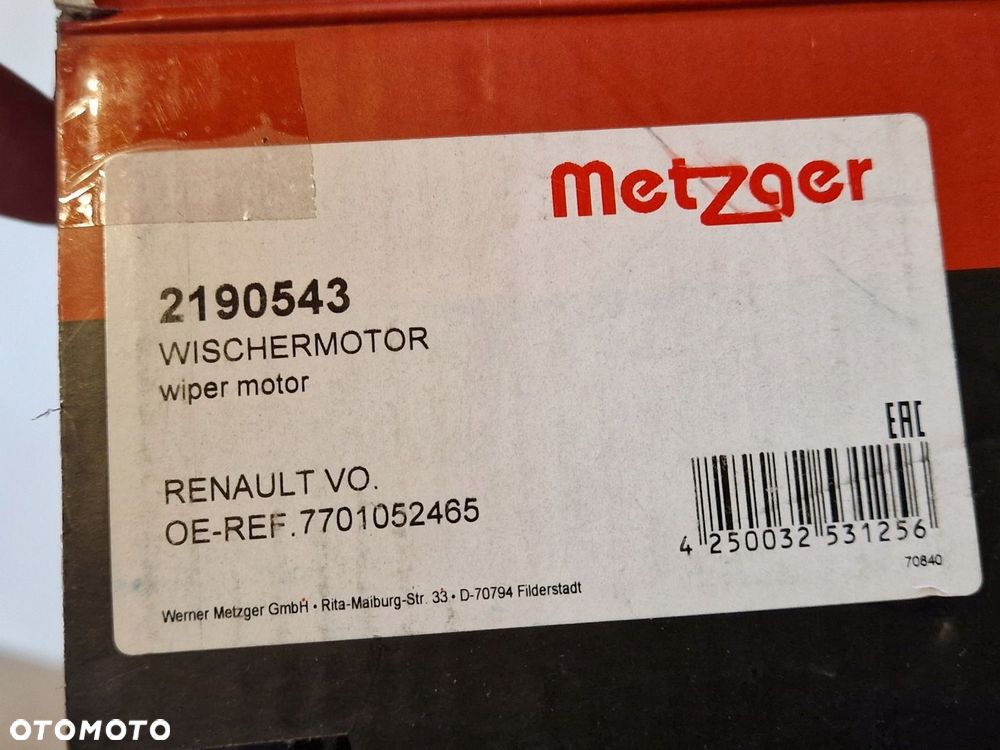 Metzger
2190543
WISCHERMOTOR
wiper motor
RENAULT VO.
OE-REF.7701052465
EAC
4 250032 531256
70840
Werner Metzger GmbH • Rita-Maiburg-Str. 33 • D-70794 Filderstadt
OTOMOTO